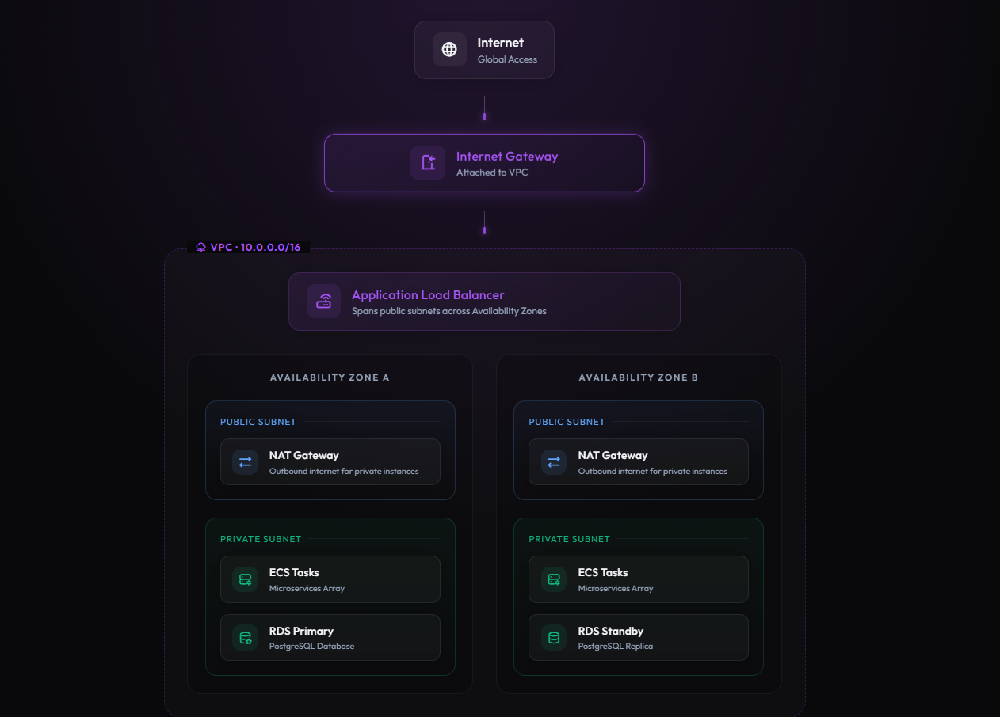 Internet
Global Access
Internet Gateway
Attached to VPC
VPC · 10.0.0.0/16
Application Load Balancer
Spans public subnets across Availability Zones
AVAILABILITY ZONE A
PUBLIC SUBNET
NAT Gateway
Outbound internet for private instances
PRIVATE SUBNET
ECS Tasks
Microservices Array
RDS Primary
PostgreSQL Database
AVAILABILITY ZONE B
PUBLIC SUBNET
NAT Gateway
Outbound internet for private instances
PRIVATE SUBNET
ECS Tasks
Microservices Array
RDS Standby
PostgreSQL Replica